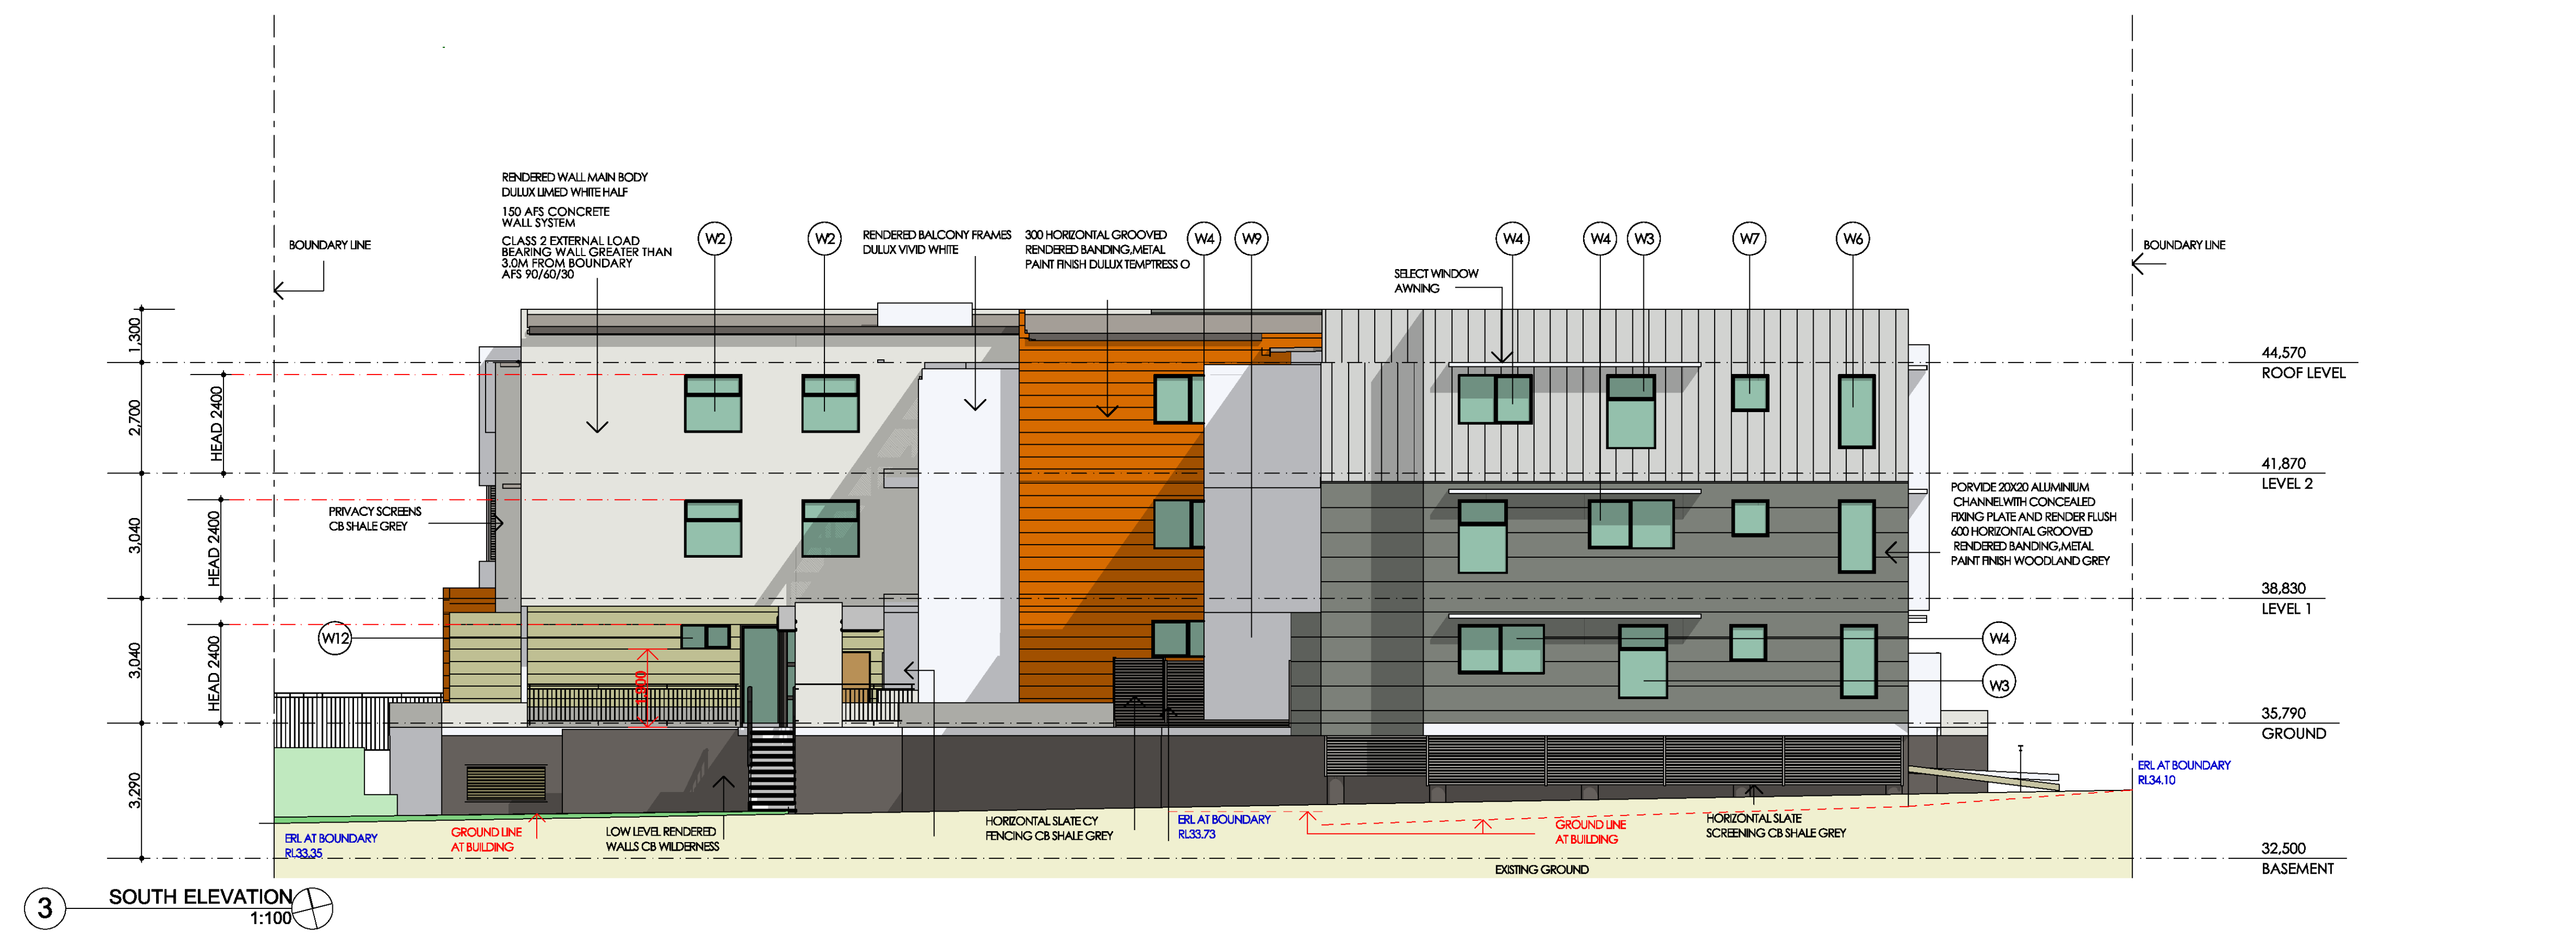 RENDERED WALL MAIN BODY
DULUX LIMED WHITE HALF
150 AFS CONCRETE
WALL SYSTEM
CLASS 2 EXTERNAL LOAD
BEARING WALL GREATER THAN
3.0M FROM BOUNDARY
AFS 90/60/30
BOUNDARY LINE
W2
W2
RENDERED BALCONY FRAMES
DULUX VIVID WHITE
300 HORIZONTAL GROOVED
RENDERED BANDING,METAL
PAINT FINISH DULUX TEMPTRESS O
W4
W9
SELECT WINDOW
AWNING
W4
W4
W3
W7
W6
BOUNDARY LINE
1,300
2,700
3,040
3,040
3,290
HEAD 2400
HEAD 2400
HEAD 2400
PRIVACY SCREENS
CB SHALE GREY
W12
1,800
44,570
ROOF LEVEL
41,870
LEVEL 2
PORVIDE 20X20 ALUMINIUM
CHANNELWITH CONCEALED
FIXING PLATE AND RENDER FLUSH
600 HORIZONTAL GROOVED
RENDERED BANDING,METAL
PAINT FINISH WOODLAND GREY
38,830
LEVEL 1
W4
W3
35,790
GROUND
ERL AT BOUNDARY
RL34.10
ERL AT BOUNDARY
RL33.35
GROUND LINE
AT BUILDING
LOW LEVEL RENDERED
WALLS CB WILDERNESS
HORIZONTAL SLATE CY
FENCING CB SHALE GREY
ERL AT BOUNDARY
RL33.73
GROUND LINE
AT BUILDING
HORIZONTAL SLATE
SCREENING CB SHALE GREY
EXISTING GROUND
32,500
BASEMENT
3
SOUTH ELEVATION
1:100